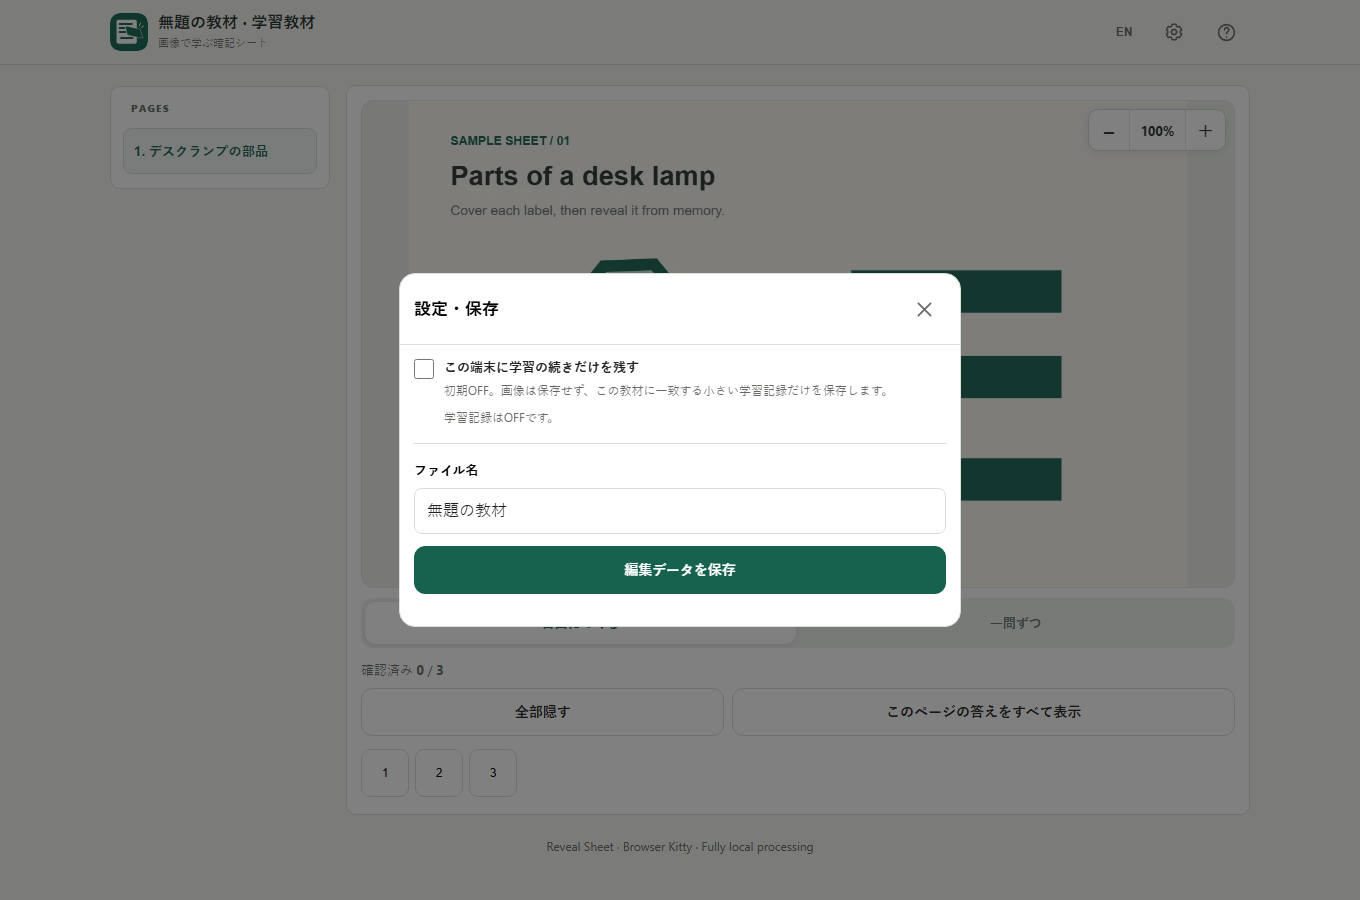 無題の教材 · 学習教材
画像で学ぶ暗記シート
EN
PAGES
1. デスクランプの部品
SAMPLE SHEET / 01
Parts of a desk lamp
Cover each label, then reveal it from memory.
100%
設定・保存
この端末に学習の続きだけを残す
初期OFF。画像は保存せず、この教材に一致する小さい学習記録だけを保存します。
学習記録はOFFです。
ファイル名
無題の教材
編集データを保存
一問ずつ
確認済み 0 / 3
全部隠す
このページの答えをすべて表示
1
2
3
Reveal Sheet · Browser Kitty · Fully local processing